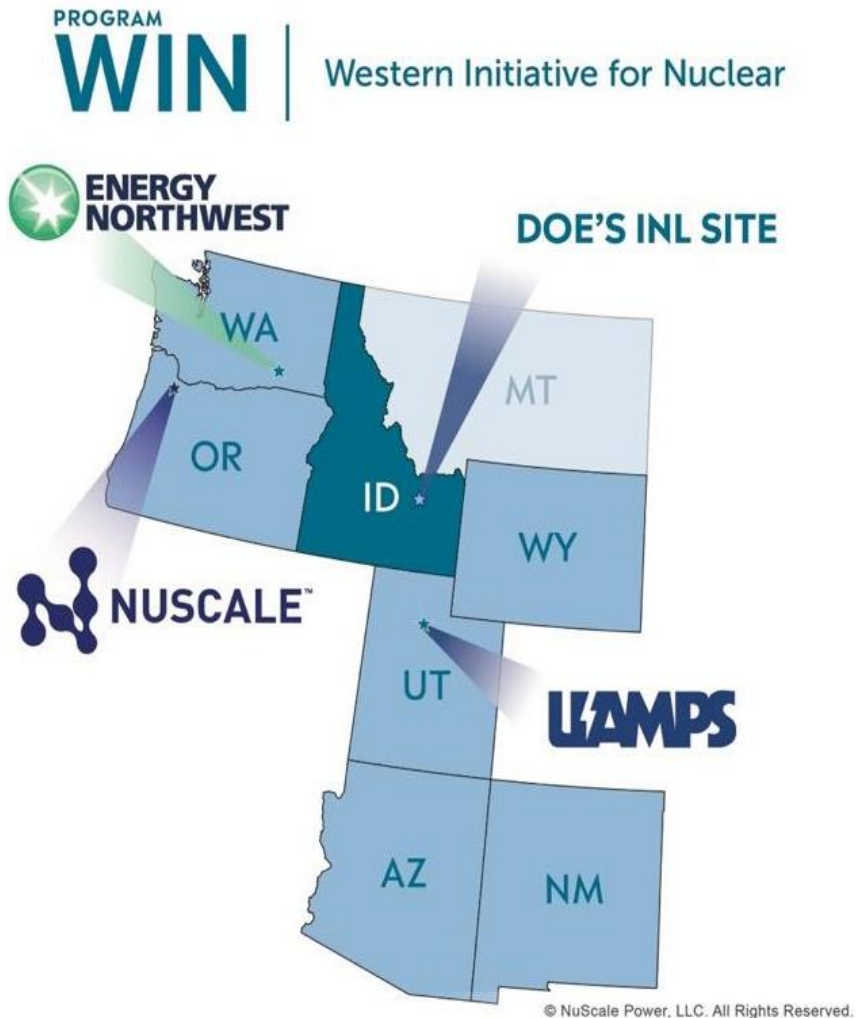 PROGRAM
WIN
Western Initiative for Nuclear
ENERGY
NORTHWEST
DOE'S INL SITE
WA
MT
OR
ID
WY
NUSCALE™
UT
UAMPS
AZ
NM
© NuScale Power, LLC. All Rights Reserved.